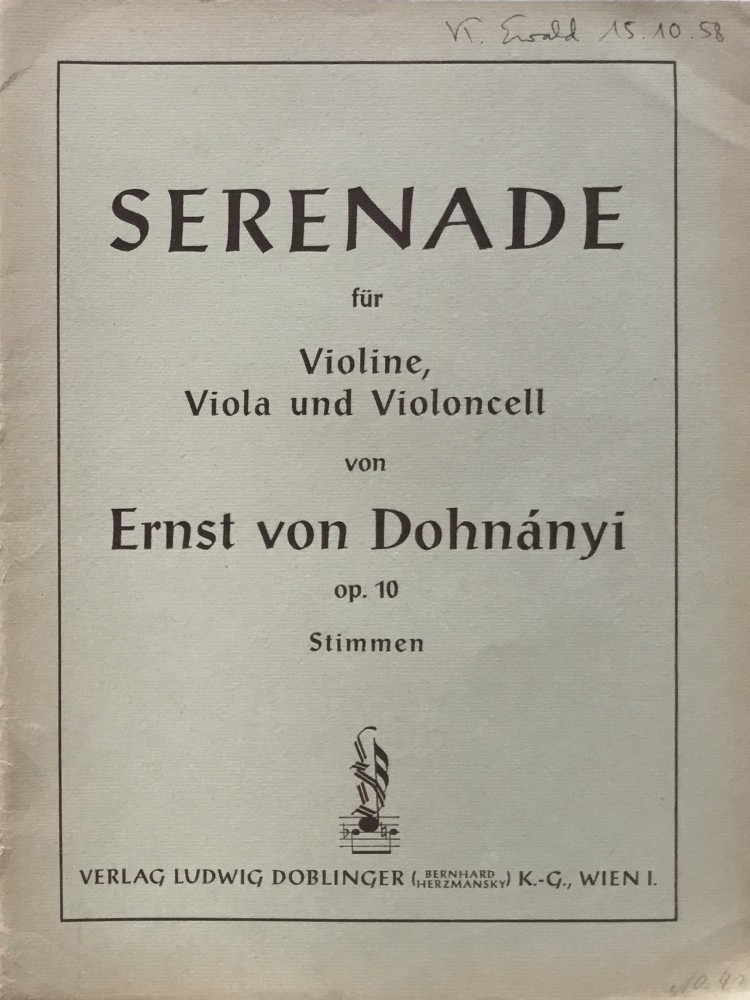 Ewald 15.10.58
SERENADE
für
Violine,
Viola und Violoncell
von
Ernst von Dohnányi
op. 10
Stimmen
VERLAG LUDWIG DOBLINGER (BERNHARD HERZMANSKY) K.-G., WIEN I.